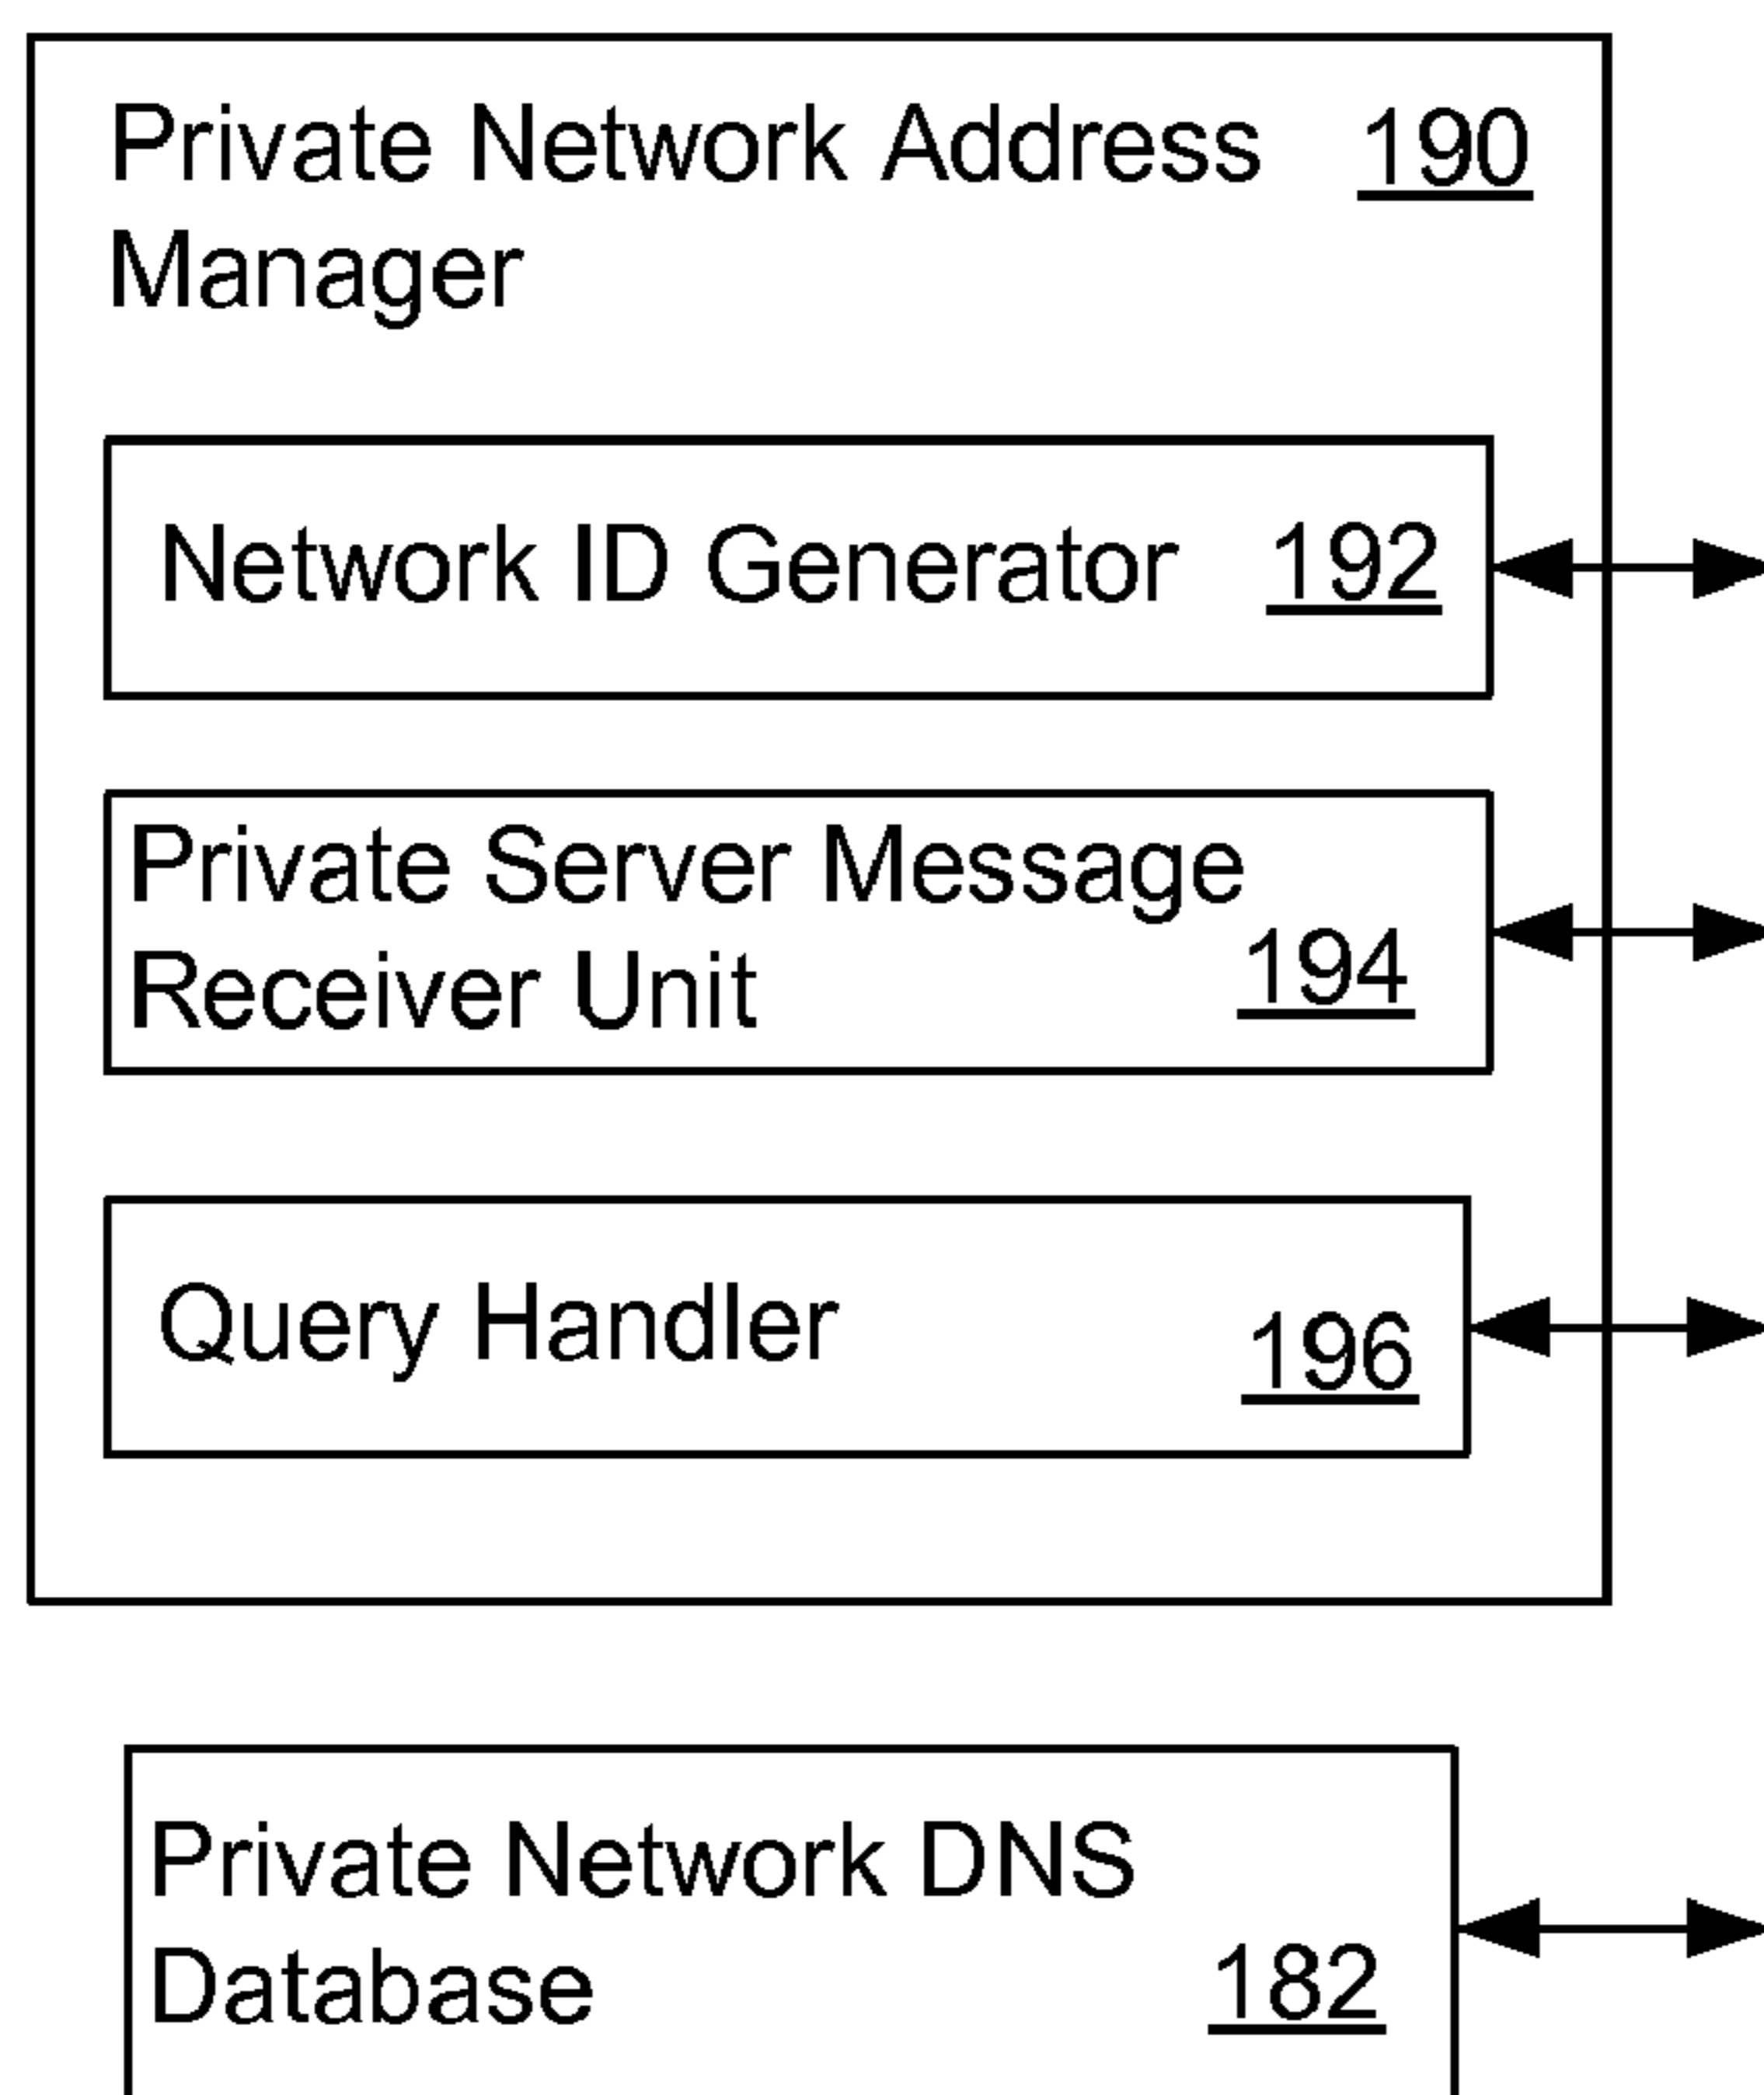 Private Network Address 190
Manager
Network ID Generator 192
Private Server Message
Receiver Unit 194
Query Handler 196
Private Network DNS
Database 182